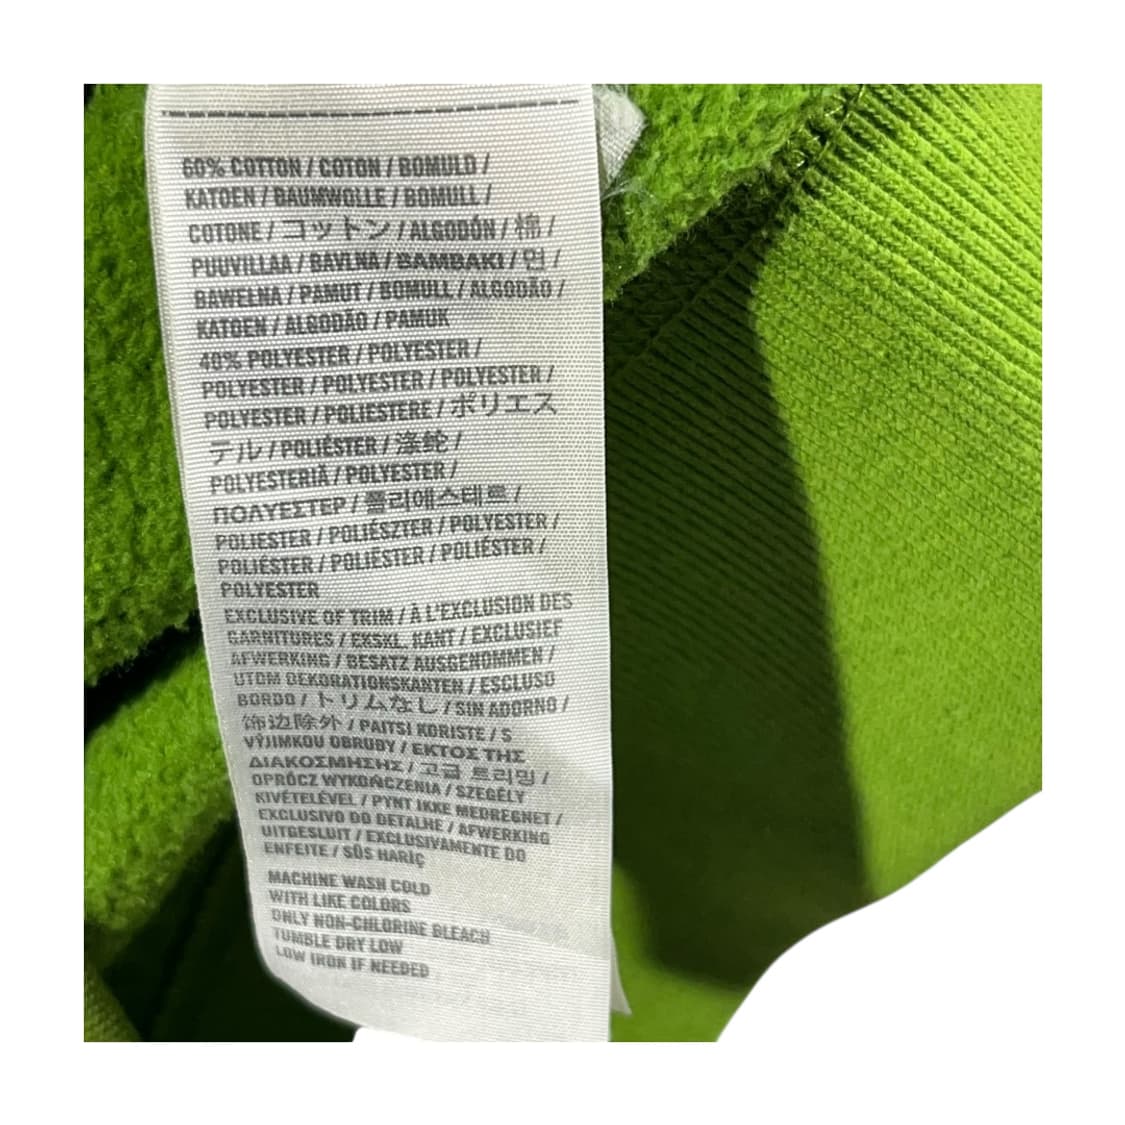 60% COTTON / COTON / BOMULD /
KATOEN / BAUMWOLLE / BOMULL /
COTONE / コットン / ALGODÓN / 棉 /
PUUVILLAA / BAVLNA / BAMBAKI / 면 /
BAWEŁNA / PAMUT / BOMULL / ALGODÃO /
KATOEN / ALGODÃO / PAMUK
40% POLYESTER / POLYESTER /
POLYESTER / POLYESTER / POLYESTER /
POLYESTER / POLIESTERE / ポリエス
テル / POLIÉSTER / 涤纶 /
POLYESTERIÄ / POLYESTER /
ΠΟΛΥΕΣΤΕΡ / 폴리에스테르 /
POLIESTER / POLIÉSZTER / POLYESTER /
POLIÉSTER / POLIËSTER / POLIÉSTER /
POLYESTER
EXCLUSIVE OF TRIM / À L'EXCLUSION DES
GARNITURES / EKSKL. KANT / EXCLUSIEF
AFWERKING / BESATZ AUSGENOMMEN /
UTOM DEKORATIONSKANTEN / ESCLUSO
BORDO / トリムなし / SIN ADORNO /
饰边除外 / PAITSI KORISTE / S
VÝJIMKOU OBRUBY / ΕΚΤΟΣ ΤΗΣ
ΔΙΑΚΟΣΜΗΣΗΣ / 고급 트리밍 /
OPRÓCZ WYKOŃCZENIA / SZEGÉLY
KIVÉTELÉVEL / PYNT IKKE MEDREGNET /
EXCLUSIVO DO DETALHE / AFWERKING
UITGESLUIT / EXCLUSIVAMENTE DO
ENFEITE / SÜS HARİÇ
MACHINE WASH COLD
WITH LIKE COLORS
ONLY NON-CHLORINE BLEACH
TUMBLE DRY LOW
LOW IRON IF NEEDED